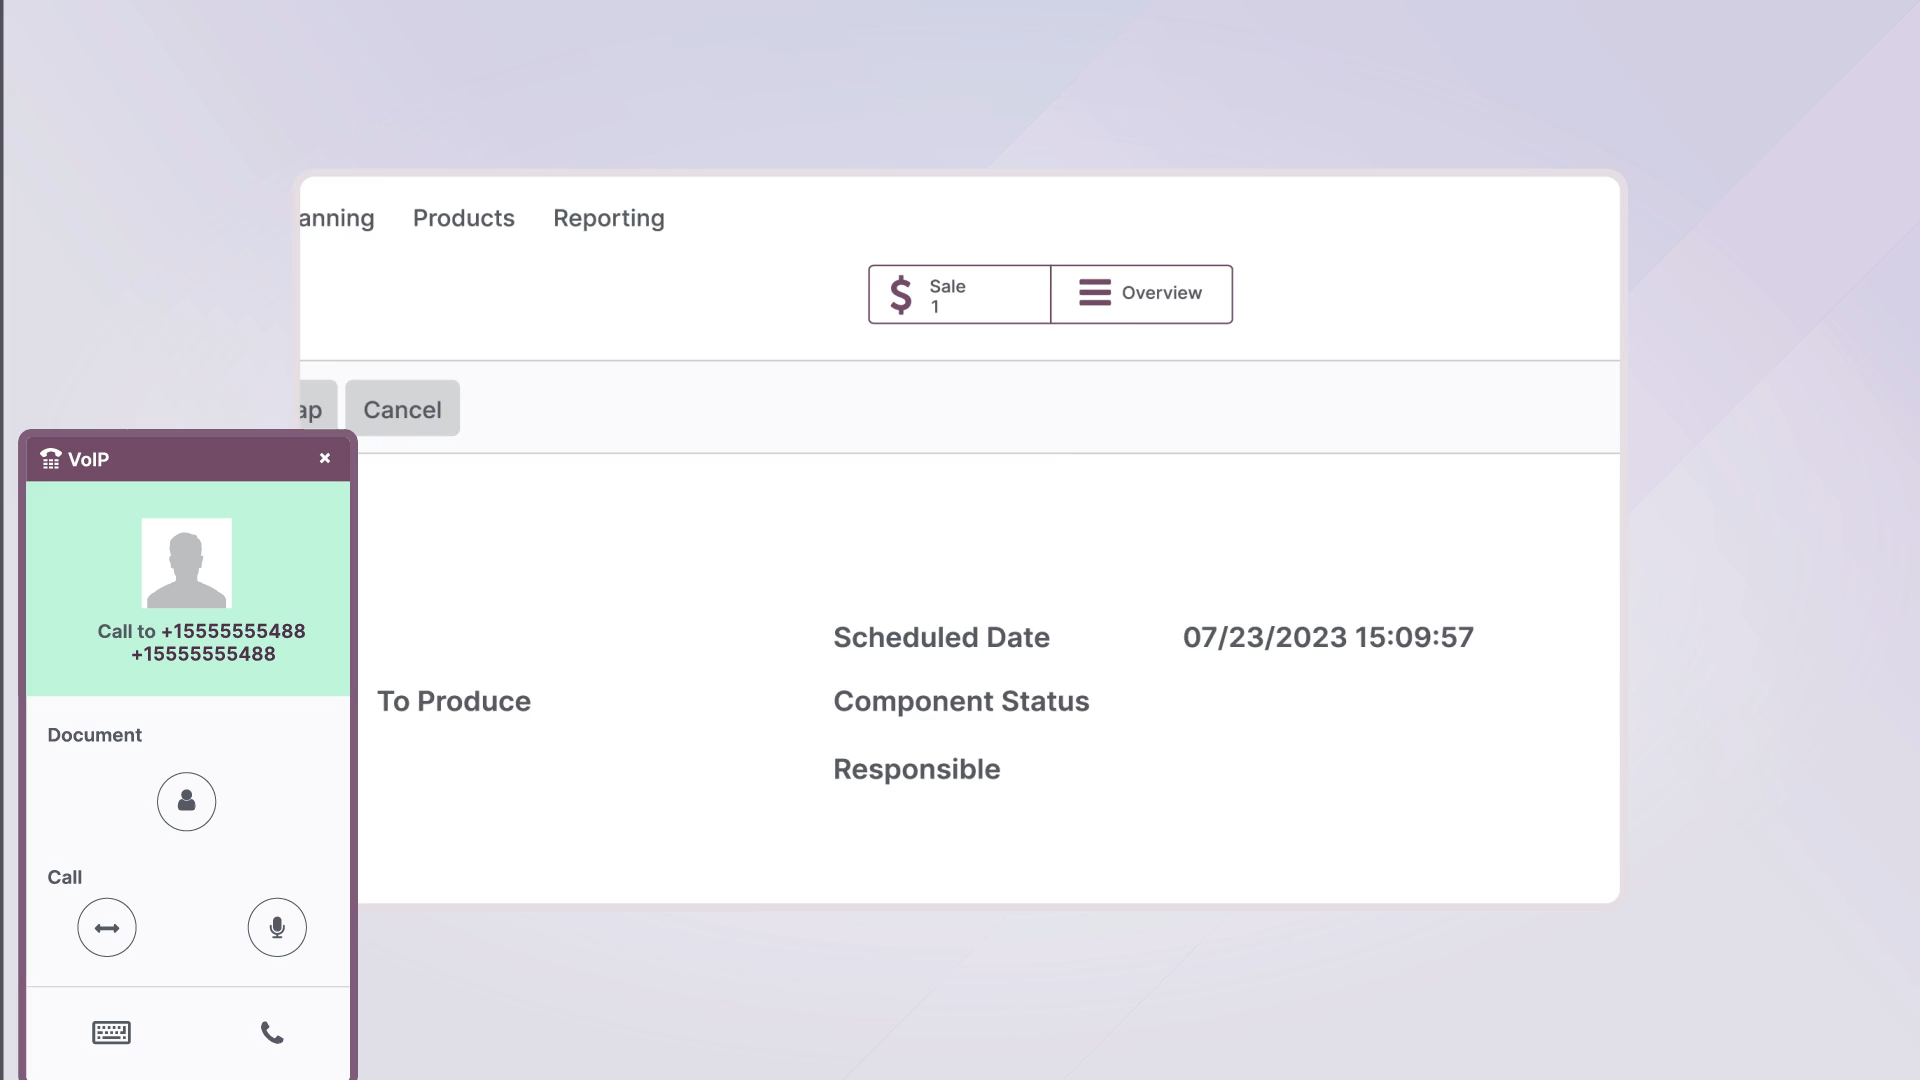 anning Products Reporting
$ Sale
1
Overview
ap Cancel
VoIP ×
Call to +15555555488
+15555555488
Document
Call
Scheduled Date 07/23/2023 15:09:57
To Produce Component Status
Responsible